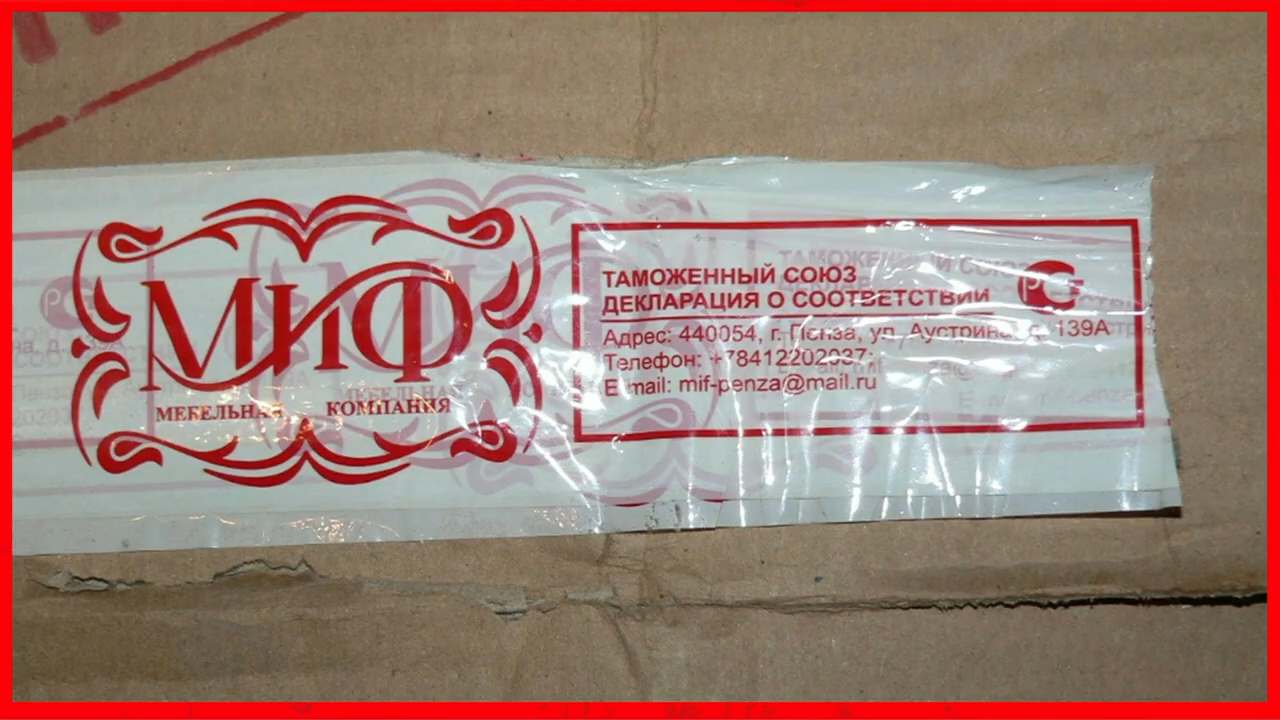 МИФ
МЕБЕЛЬНАЯ КОМПАНИЯ
ТАМОЖЕННЫЙ СОЮЗ
ДЕКЛАРАЦИЯ О СООТВЕТСТВИИ
Адрес: 440054, г. Пенза, ул. Аустрина, д. 139А
Телефон: +78412202037;
E-mail: mif-penza@mail.ru